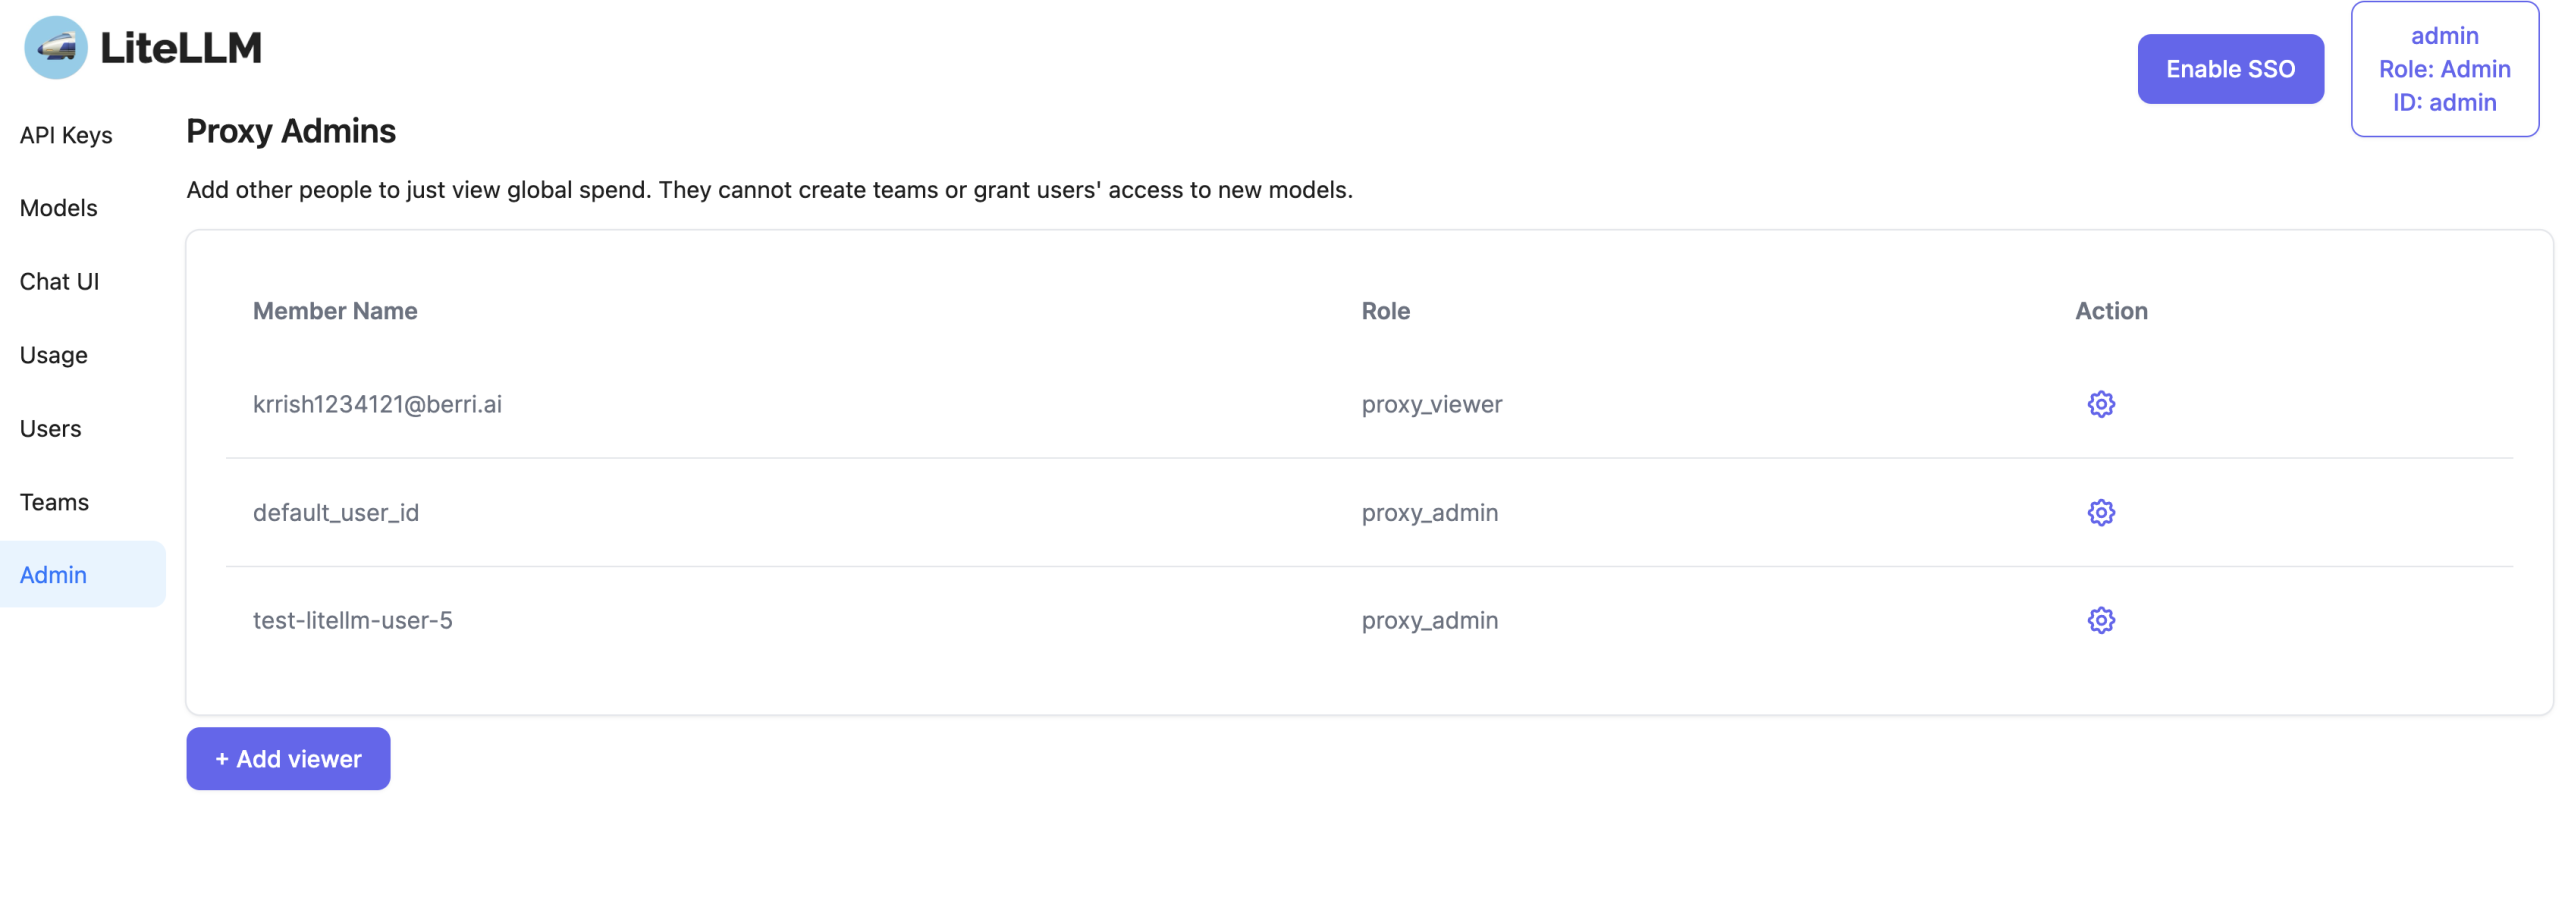 LiteLLM
Enable SSO
admin
Role: Admin
ID: admin
API Keys
Models
Chat UI
Usage
Users
Teams
Admin
Proxy Admins
Add other people to just view global spend. They cannot create teams or grant users' access to new models.
Member Name Role Action
krrish1234121@berri.ai proxy_viewer
default_user_id proxy_admin
test-litellm-user-5 proxy_admin
+ Add viewer